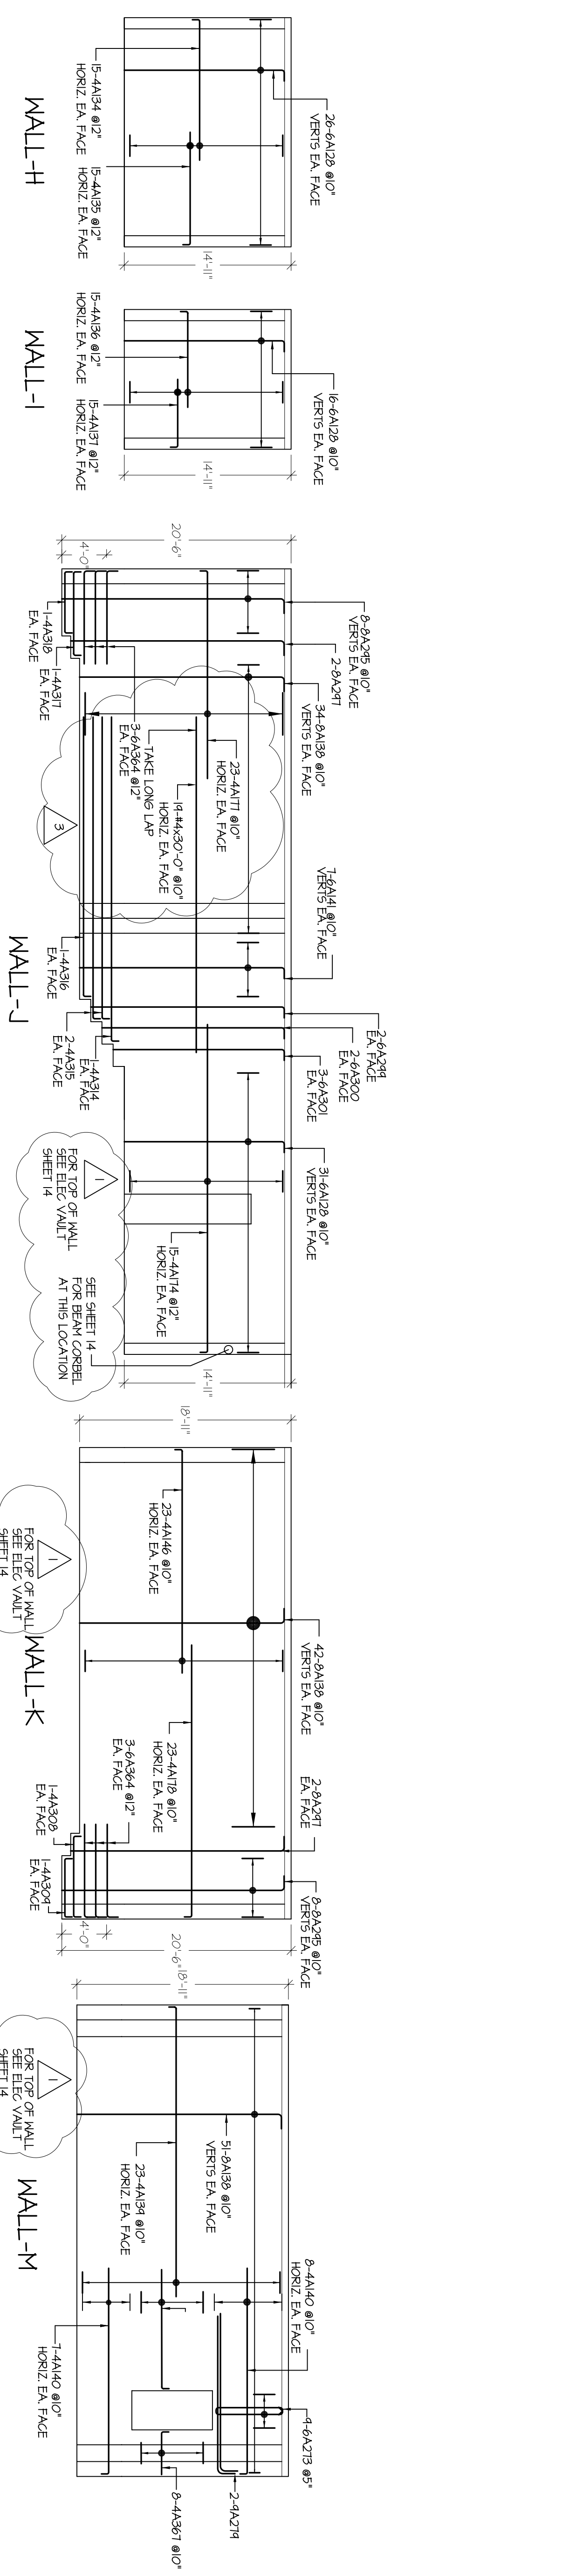 26-6A128 @10"
VERTS EA. FACE
14'-11"
15-4A134 @12"
HORIZ. EA. FACE
15-4A135 @12"
HORIZ. EA. FACE
WALL-H
16-6A128 @10"
VERTS EA. FACE
14'-11"
15-4A136 @12"
HORIZ. EA. FACE
15-4A137 @12"
HORIZ. EA. FACE
WALL-I
20'-6"
4'-0"
8-8A295 @10"
VERTS EA. FACE
2-8A297
34-8A138 @10"
VERTS EA. FACE
7-6A141 @10"
VERTS EA. FACE
2-6A299
EA. FACE
2-6A300
EA. FACE
3-6A301
EA. FACE
31-6A128 @10"
VERTS EA. FACE
23-4A177 @10"
HORIZ. EA. FACE
19-#4x30'-0" @10"
HORIZ. EA. FACE
TAKE LONG LAP
3-6A364 @12"
EA. FACE
1-4A318
EA. FACE
1-4A317
EA. FACE
3
1-4A316
EA. FACE
2-4A315
EA. FACE
1-4A314
EA. FACE
15-4A174 @12"
HORIZ. EA. FACE
14'-11"
1
FOR TOP OF WALL
SEE ELEC VAULT
SHEET 14
SEE SHEET 14
FOR BEAM CORBEL
AT THIS LOCATION
WALL-J
18'-11"
42-8A138 @10"
VERTS EA. FACE
2-8A297
EA. FACE
8-8A295 @10"
VERTS EA. FACE
23-4A146 @10"
HORIZ. EA. FACE
23-4A178 @10"
HORIZ. EA. FACE
3-6A364 @12"
EA. FACE
1-4A308
EA. FACE
1-4A309
EA. FACE
4'-0"
20'-6"
1
FOR TOP OF WALL
SEE ELEC VAULT
SHEET 14
WALL-K
18'-11"
51-8A138 @10"
VERTS EA. FACE
23-4A139 @10"
HORIZ. EA. FACE
8-4A140 @10"
HORIZ. EA. FACE
9-6A273 @5"
2-9A279
8-4A367 @10"
7-4A140 @10"
HORIZ. EA. FACE
1
FOR TOP OF WALL
SEE ELEC VAULT
SHEET 14
WALL-M